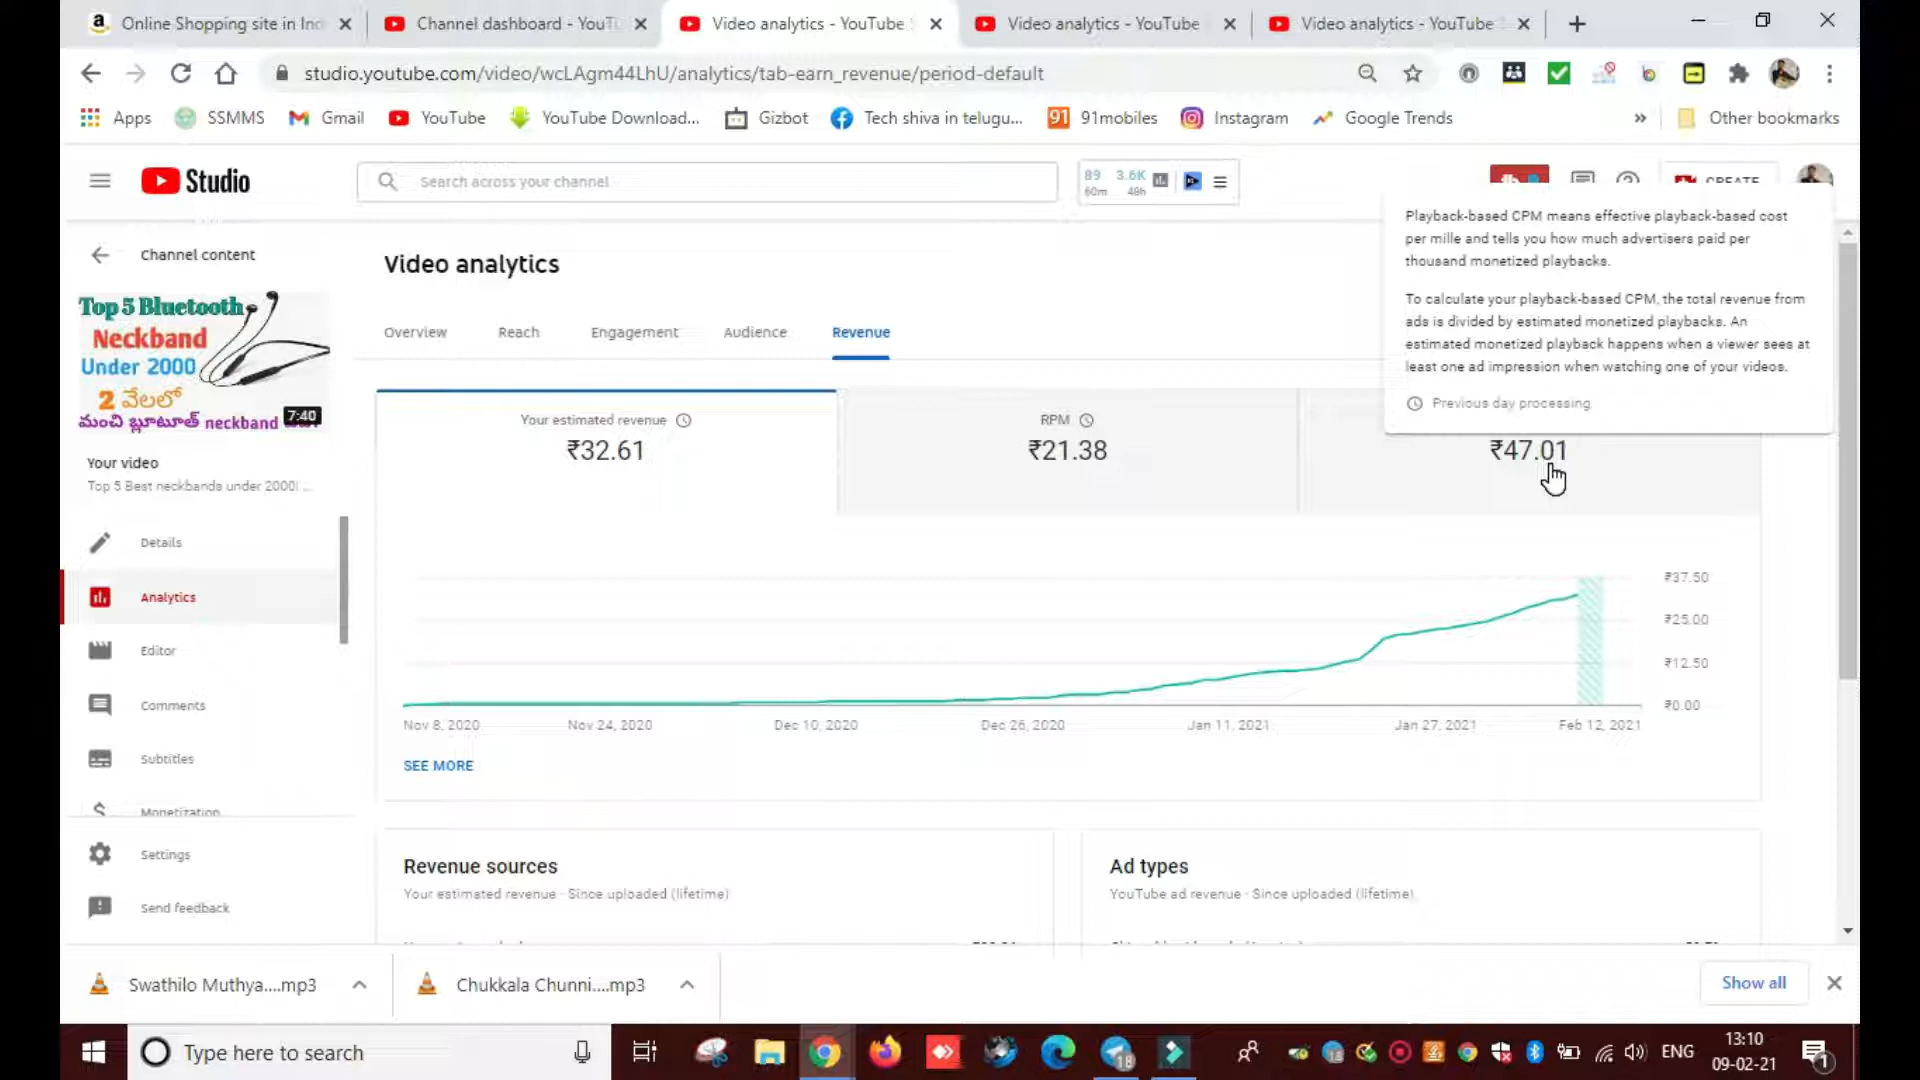 Online Shopping site in Ind
Channel dashboard - YouTu
Video analytics - YouTube S
Video analytics - YouTube
Video analytics - YouTube S
studio.youtube.com/video/wcLAgm44LhU/analytics/tab-earn_revenue/period-default
Apps
SSMMS
Gmail
YouTube
YouTube Download...
Gizbot
Tech shiva in telugu...
91 91mobiles
Instagram
Google Trends
»
Other bookmarks
Studio
Search across your channel
89 3.6K
60m 48h
CREATE
Playback-based CPM means effective playback-based cost
per mille and tells you how much advertisers paid per
thousand monetized playbacks.
To calculate your playback-based CPM, the total revenue from
ads is divided by estimated monetized playbacks. An
estimated monetized playback happens when a viewer sees at
least one ad impression when watching one of your videos.
Previous day processing
Channel content
Video analytics
Top 5 Bluetooth
Neckband
Under 2000
2 వేలలో
మంచి బ్లూటూత్ neckband
7:40
Overview
Reach
Engagement
Audience
Revenue
Your estimated revenue
₹32.61
RPM
₹21.38
₹47.01
Your video
Top 5 Best neckbands under 2000| ...
Details
Analytics
Editor
Comments
Subtitles
Monetization
Settings
Send feedback
₹37.50
₹25.00
₹12.50
₹0.00
Nov 8, 2020
Nov 24, 2020
Dec 10, 2020
Dec 26, 2020
Jan 11, 2021
Jan 27, 2021
Feb 12, 2021
SEE MORE
Revenue sources
Your estimated revenue · Since uploaded (lifetime)
Ad types
YouTube ad revenue · Since uploaded (lifetime)
Swathilo Muthya....mp3
Chukkala Chunni....mp3
Show all
Type here to search
18
ENG
13:10
09-02-21
1